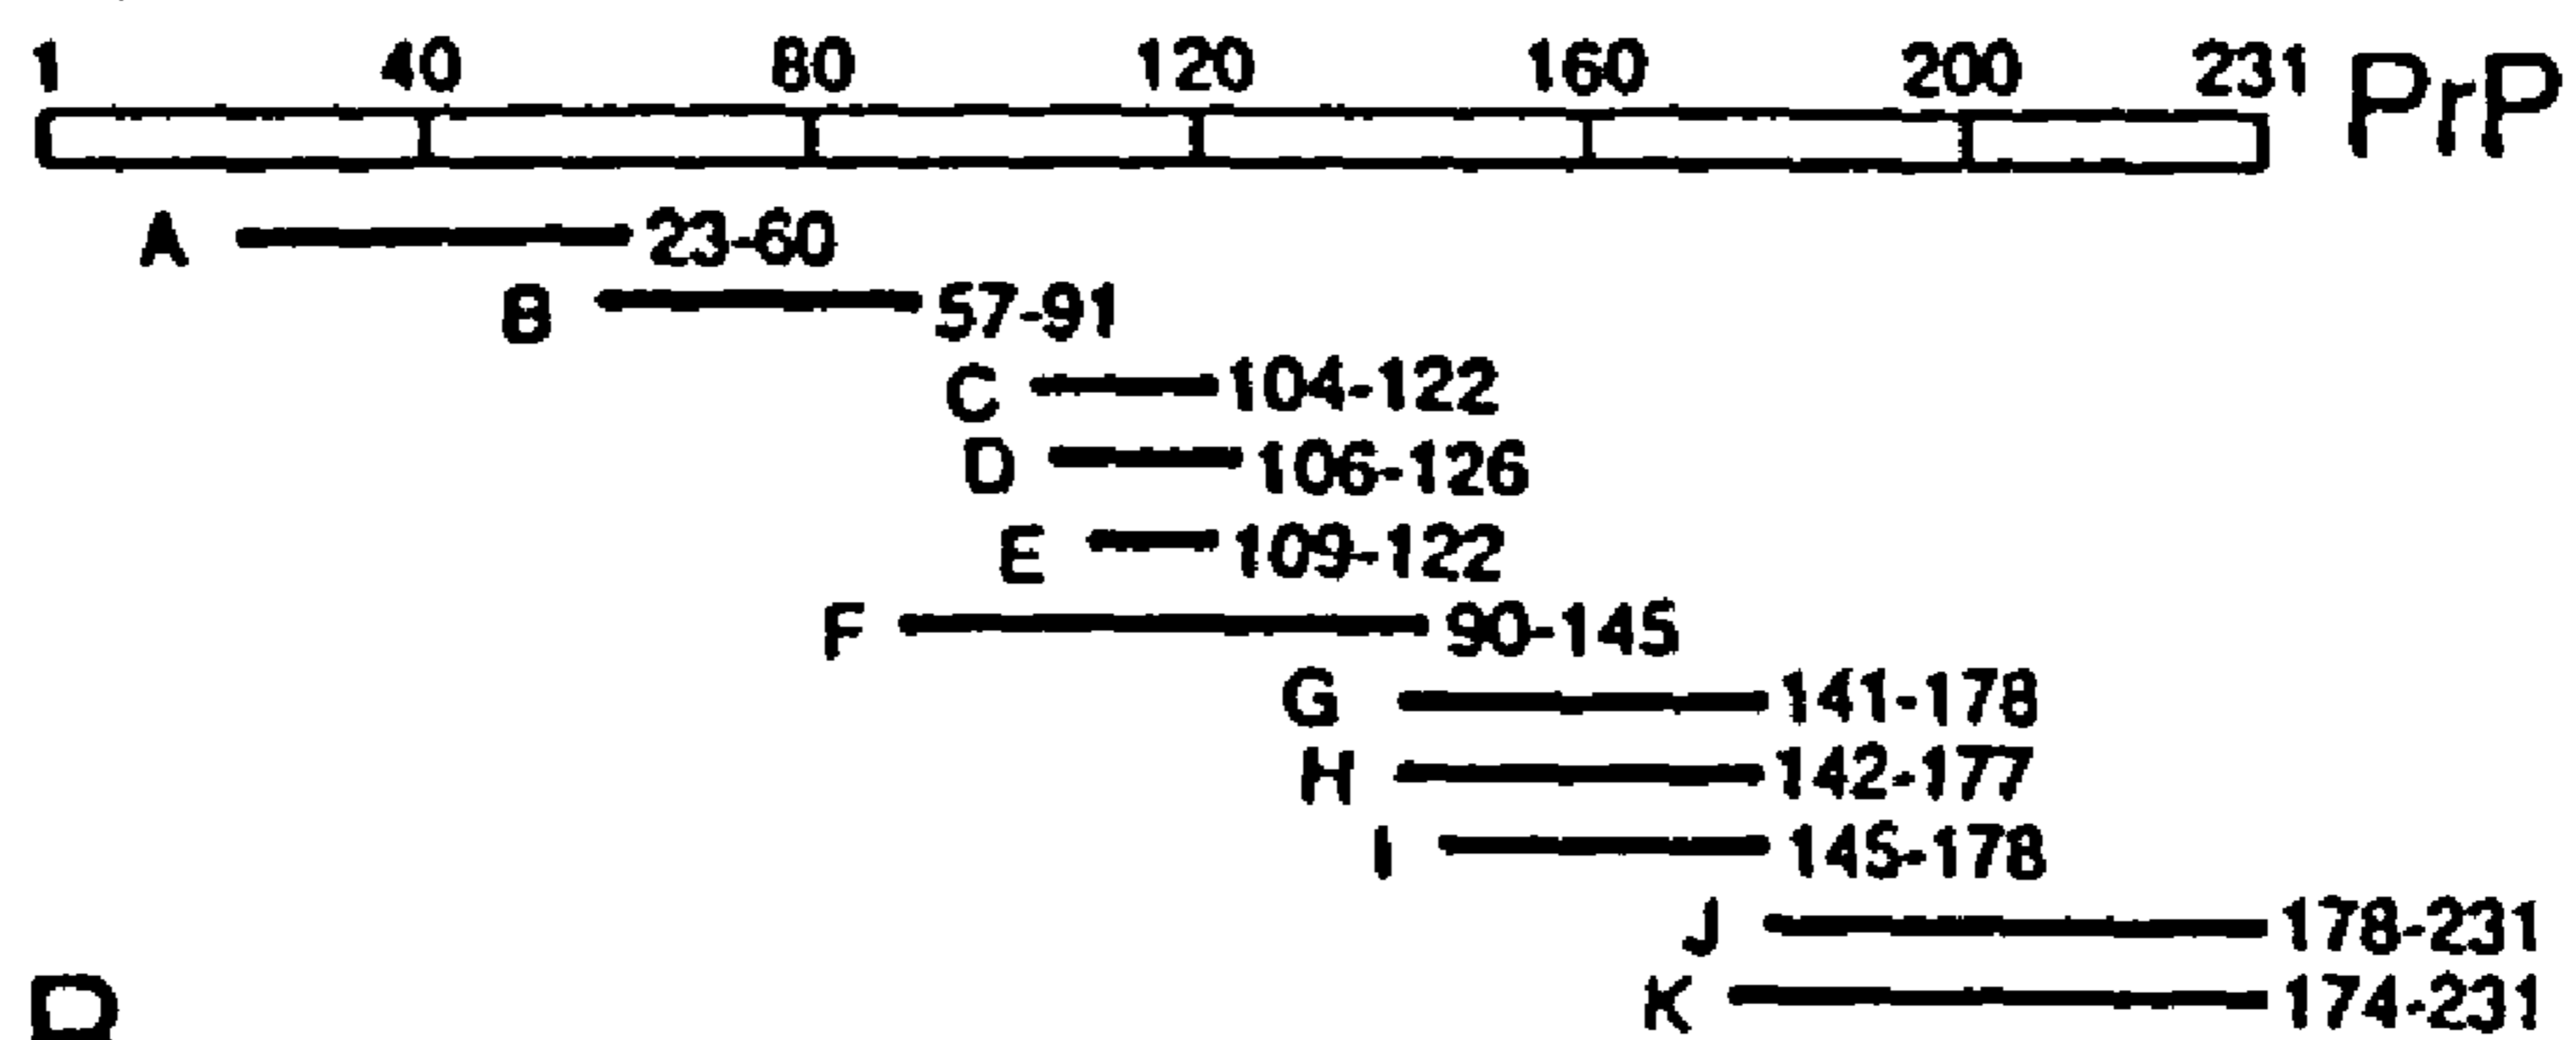 1 40 80 120 160 200 231 PrP
A 23-60
B 57-91
C 104-122
D 106-126
E 109-122
F 90-145
G 141-178
H 142-177
I 145-178
J 178-231
K 174-231